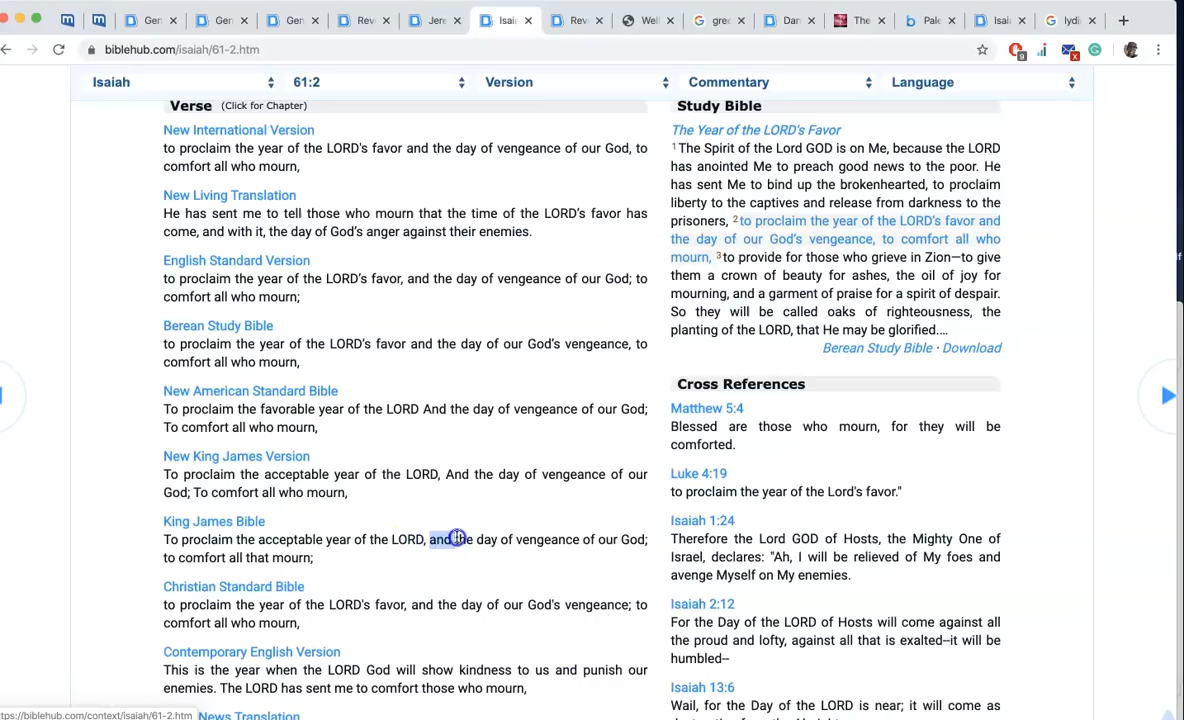 Gen
Gen
Gen
Rev
Jere
Isai
Rev
Wel
gree
Dan
The
Pale
Isai
lydi
biblehub.com/isaiah/61-2.htm
9
x
Isaiah
61:2
Version
Commentary
Language
Verse (Click for Chapter)
New International Version
to proclaim the year of the LORD's favor and the day of vengeance of our God, to
comfort all who mourn,
New Living Translation
He has sent me to tell those who mourn that the time of the LORD's favor has
come, and with it, the day of God's anger against their enemies.
English Standard Version
to proclaim the year of the LORD's favor, and the day of vengeance of our God; to
comfort all who mourn;
Berean Study Bible
to proclaim the year of the LORD's favor and the day of our God's vengeance, to
comfort all who mourn,
New American Standard Bible
To proclaim the favorable year of the LORD And the day of vengeance of our God;
To comfort all who mourn,
New King James Version
To proclaim the acceptable year of the LORD, And the day of vengeance of our
God; To comfort all who mourn,
King James Bible
To proclaim the acceptable year of the LORD, and the day of vengeance of our God;
to comfort all that mourn;
Christian Standard Bible
to proclaim the year of the LORD's favor, and the day of our God's vengeance; to
comfort all who mourn,
Contemporary English Version
This is the year when the LORD God will show kindness to us and punish our
enemies. The LORD has sent me to comfort those who mourn,
News Translation
Study Bible
The Year of the LORD's Favor
1The Spirit of the Lord GOD is on Me, because the LORD
has anointed Me to preach good news to the poor. He
has sent Me to bind up the brokenhearted, to proclaim
liberty to the captives and release from darkness to the
prisoners, 2to proclaim the year of the LORD's favor and
the day of our God's vengeance, to comfort all who
mourn, 3to provide for those who grieve in Zion—to give
them a crown of beauty for ashes, the oil of joy for
mourning, and a garment of praise for a spirit of despair.
So they will be called oaks of righteousness, the
planting of the LORD, that He may be glorified.…
Berean Study Bible · Download
Cross References
Matthew 5:4
Blessed are those who mourn, for they will be
comforted.
Luke 4:19
to proclaim the year of the Lord's favor."
Isaiah 1:24
Therefore the Lord GOD of Hosts, the Mighty One of
Israel, declares: "Ah, I will be relieved of My foes and
avenge Myself on My enemies.
Isaiah 2:12
For the Day of the LORD of Hosts will come against all
the proud and lofty, against all that is exalted--it will be
humbled--
Isaiah 13:6
Wail, for the Day of the LORD is near; it will come as
ttps://biblehub.com/context/isaiah/61-2.htm